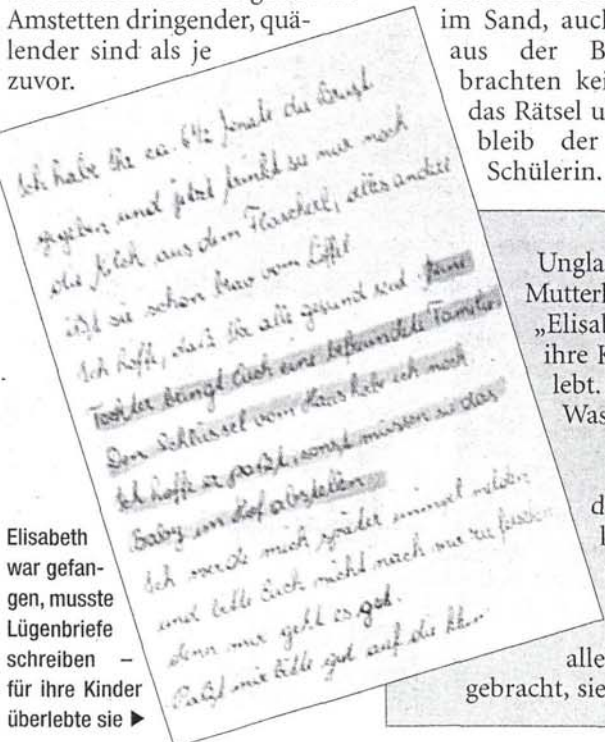 Amstetten dringender, quä-
lender sind als je
zuvor.
im Sand, auch
aus der B
brachten kei
das Rätsel u
bleib der
Schülerin.
Ich habe ihr ca. 6½ Monate die Brust
gegeben und jetzt trinkt sie nur noch
die Milch aus dem Flascherl, alles andere
ißt sie schon brav vom Löffel
Ich hoffe, daß Ihr alle gesund seid.
Tochter bringt Euch eine befreundete Familie.
Den Schlüssel vom Haus habe ich noch.
Ich hoffe er paßt, sonst müssen sie das
Baby im Hof abstellen
Ich werde mich später einmal melden
und bitte Euch nicht nach mir zu suchen
denn mir geht es gut.
Paßt mir bitte gut auf die auf
Elisabeth
war gefan-
gen, musste
Lügenbriefe
schreiben –
für ihre Kinder
überlebte sie ▶
Ungla
Mutterl
„Elisab
ihre K
lebt.
Was
d
l
alle
gebracht, sie